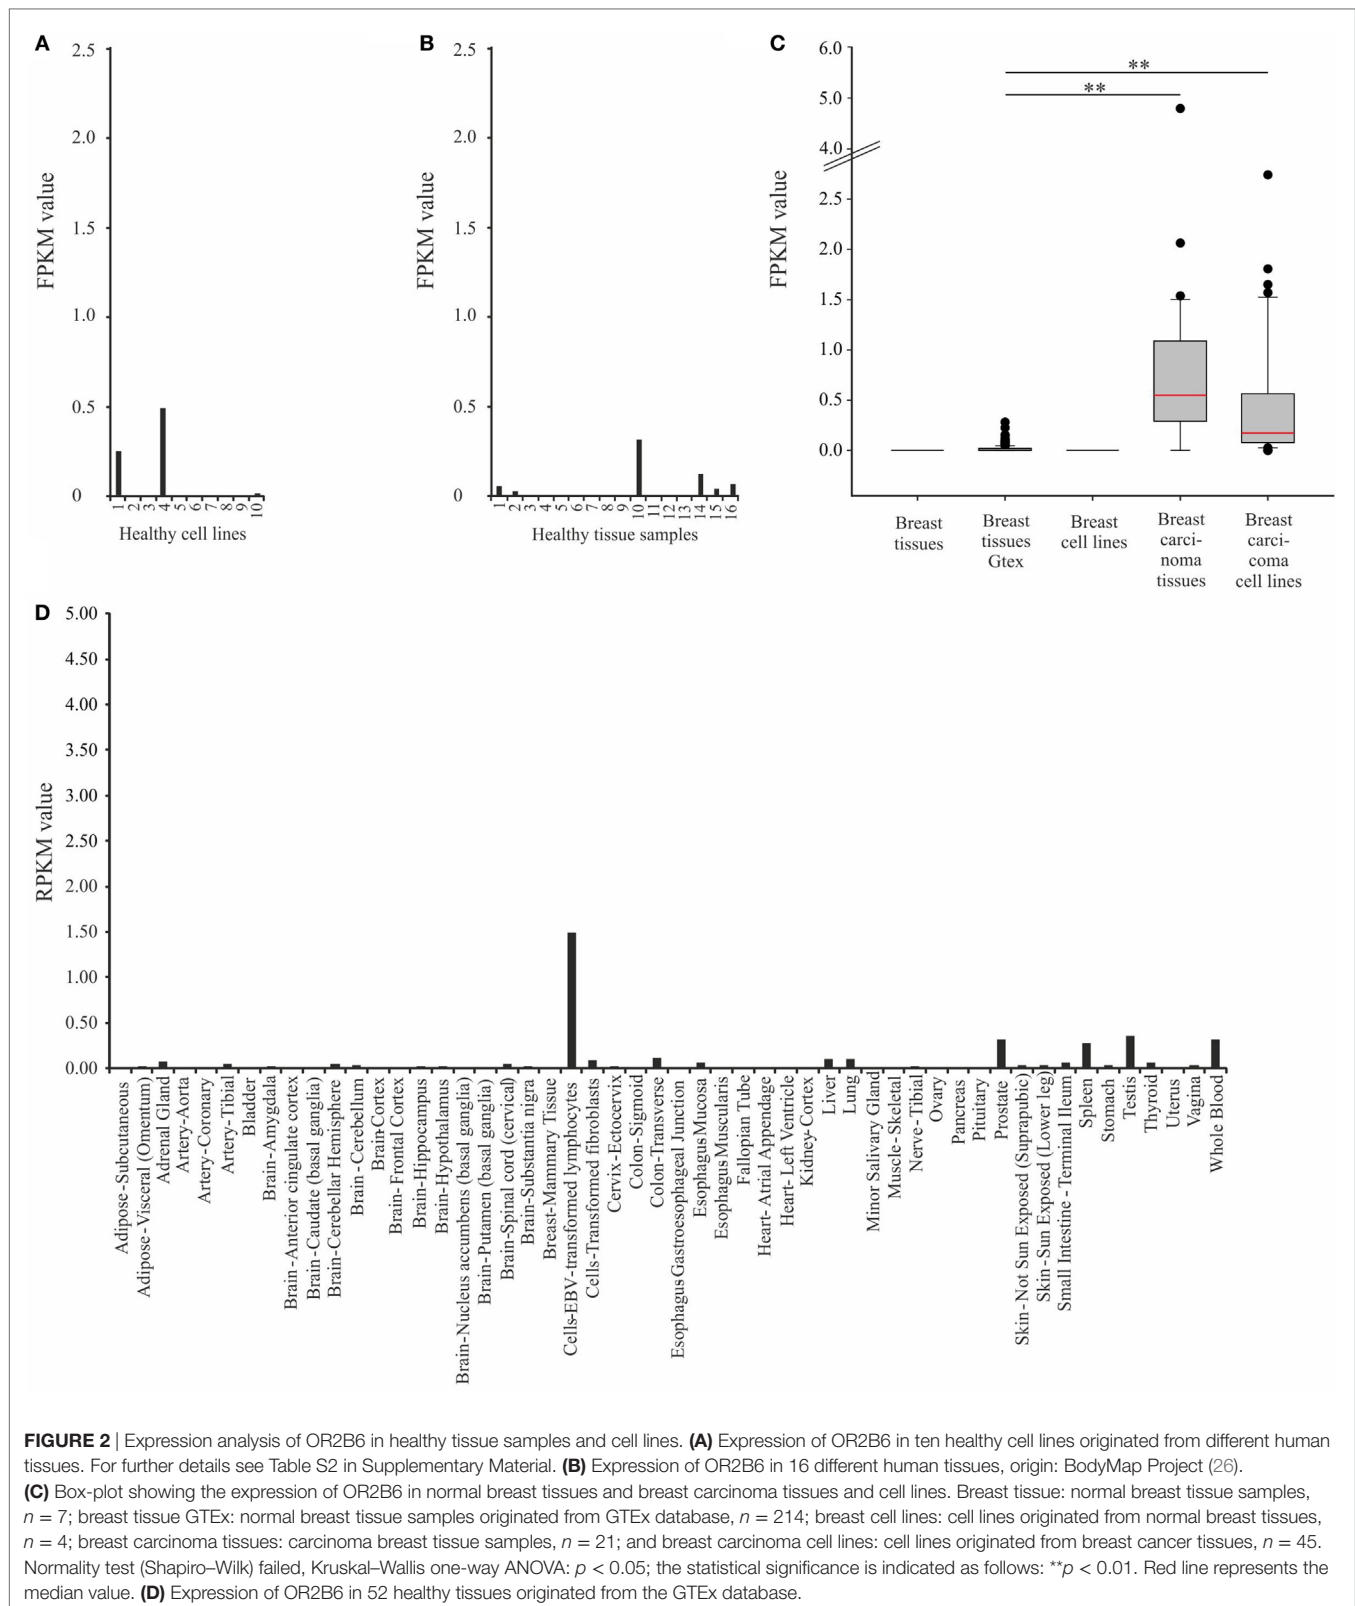 A
2.5
2.0
1.5
1.0
0.5
0
FPKM value
1 2 3 4 5 6 7 8 9 10
Healthy cell lines
B
2.5
2.0
1.5
1.0
0.5
0
FPKM value
1 2 3 4 5 6 7 8 9 10 11 12 13 14 15 16
Healthy tissue samples
C
6.0
5.0
4.0
2.5
2.0
1.5
1.0
0.5
0.0
FPKM value
**
**
Breast
tissues
Breast
tissues
Gtex
Breast
cell lines
Breast
carci-
noma
tissues
Breast
carci-
coma
cell lines
D
5.00
4.50
4.00
3.50
3.00
2.50
2.00
1.50
1.00
0.50
0.00
RPKM value
Adipose-Subcutaneous
Adipose-Visceral (Omentum)
Adrenal Gland
Artery-Aorta
Artery-Coronary
Artery-Tibial
Bladder
Brain-Amygdala
Brain-Anterior cingulate cortex
Brain-Caudate (basal ganglia)
Brain-Cerebellar Hemisphere
Brain-Cerebellum
Brain-Cortex
Brain-Frontal Cortex
Brain-Hippocampus
Brain-Hypothalamus
Brain-Nucleus accumbens (basal ganglia)
Brain-Putamen (basal ganglia)
Brain-Spinal cord (cervical)
Brain-Substantia nigra
Breast-Mammary Tissue
Cells-EBV-transformed lymphocytes
Cells-Transformed fibroblasts
Cervix-Ectocervix
Colon-Sigmoid
Colon-Transverse
Esophagus Gastroesophageal Junction
Esophagus Mucosa
Esophagus Muscularis
Fallopian Tube
Heart-Atrial Appendage
Heart-Left Ventricle
Kidney-Cortex
Liver
Lung
Minor Salivary Gland
Muscle-Skeletal
Nerve-Tibial
Ovary
Pancreas
Pituitary
Prostate
Skin-Not Sun Exposed (Suprapubic)
Skin-Sun Exposed (Lower leg)
Small Intestine-Terminal Ileum
Spleen
Stomach
Testis
Thyroid
Uterus
Vagina
Whole Blood
FIGURE 2 | Expression analysis of OR2B6 in healthy tissue samples and cell lines. (A) Expression of OR2B6 in ten healthy cell lines originated from different human
tissues. For further details see Table S2 in Supplementary Material. (B) Expression of OR2B6 in 16 different human tissues, origin: BodyMap Project (26).
(C) Box-plot showing the expression of OR2B6 in normal breast tissues and breast carcinoma tissues and cell lines. Breast tissue: normal breast tissue samples,
n = 7; breast tissue GTEx: normal breast tissue samples originated from GTEx database, n = 214; breast cell lines: cell lines originated from normal breast tissues,
n = 4; breast carcinoma tissues: carcinoma breast tissue samples, n = 21; and breast carcinoma cell lines: cell lines originated from breast cancer tissues, n = 45.
Normality test (Shapiro–Wilk) failed, Kruskal–Wallis one-way ANOVA: p < 0.05; the statistical significance is indicated as follows: **p < 0.01. Red line represents the
median value. (D) Expression of OR2B6 in 52 healthy tissues originated from the GTEx database.